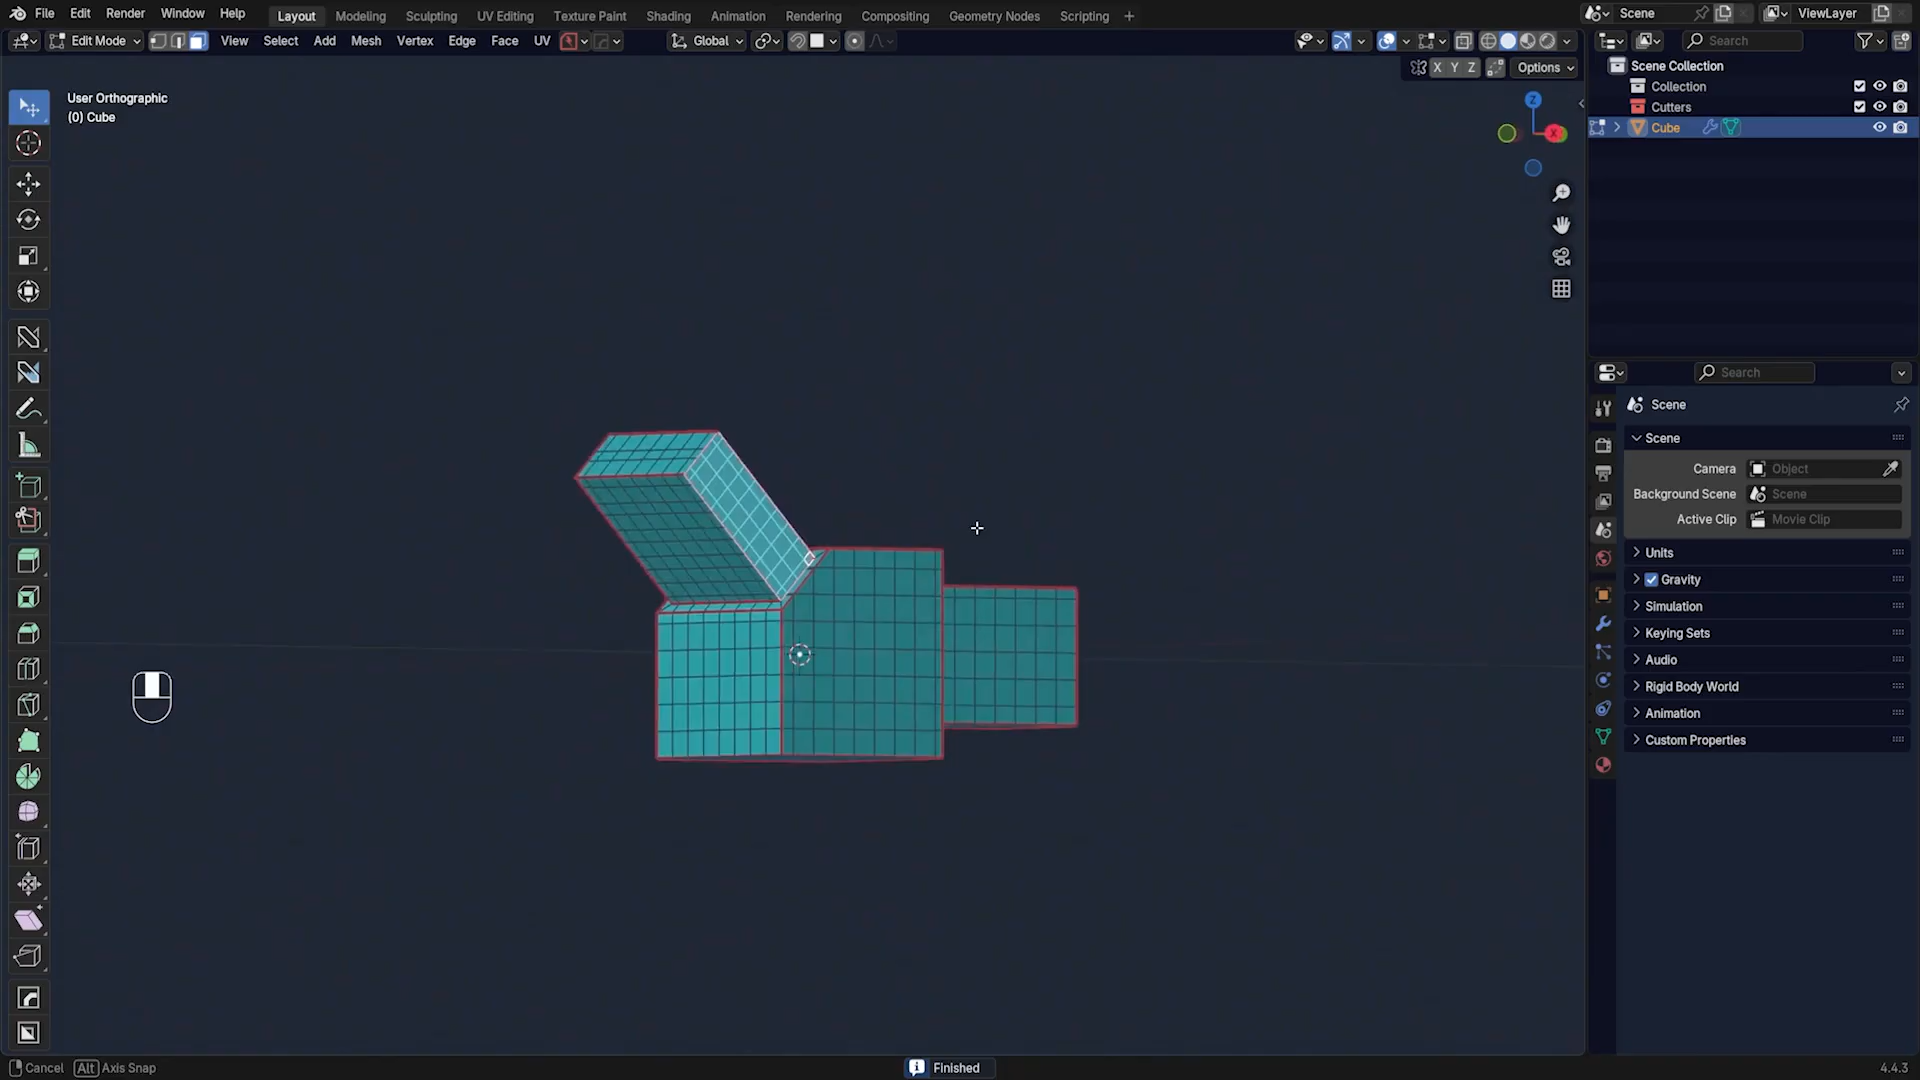 File Edit Render Window Help Layout Modeling Sculpting UV Editing Texture Paint Shading Animation Rendering Compositing Geometry Nodes Scripting + Scene ViewLayer
Edit Mode View Select Add Mesh Vertex Edge Face UV Global Search
X Y Z Options
User Orthographic
(0) Cube
Z
X
Scene Collection
Collection
Cutters
Cube
Search
Scene
Scene
Camera Object
Background Scene Scene
Active Clip Movie Clip
Units
Gravity
Simulation
Keying Sets
Audio
Rigid Body World
Animation
Custom Properties
Cancel Alt Axis Snap Finished 4.4.3